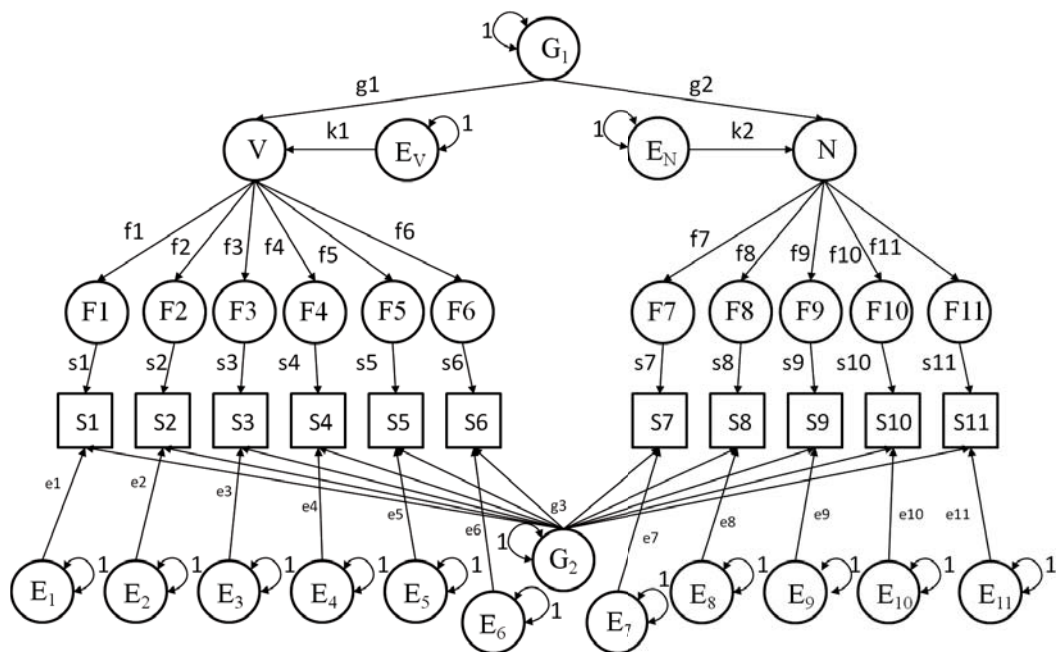 1 G₁
g1 g2
V k1 E_V 1 1 E_N k2 N
f1 f2 f3 f4 f5 f6 f7 f8 f9 f10 f11
F1 F2 F3 F4 F5 F6 F7 F8 F9 F10 F11
s1 s2 s3 s4 s5 s6 s7 s8 s9 s10 s11
S1 S2 S3 S4 S5 S6 S7 S8 S9 S10 S11
e1 e2 e3 e4 e5 e6 g3 e7 e8 e9 e10 e11
1 G₂
E₁ 1 E₂ 1 E₃ 1 E₄ 1 E₅ 1 E₆ 1 E₇ 1 E₈ 1 E₉ 1 E₁₀ 1 E₁₁ 1